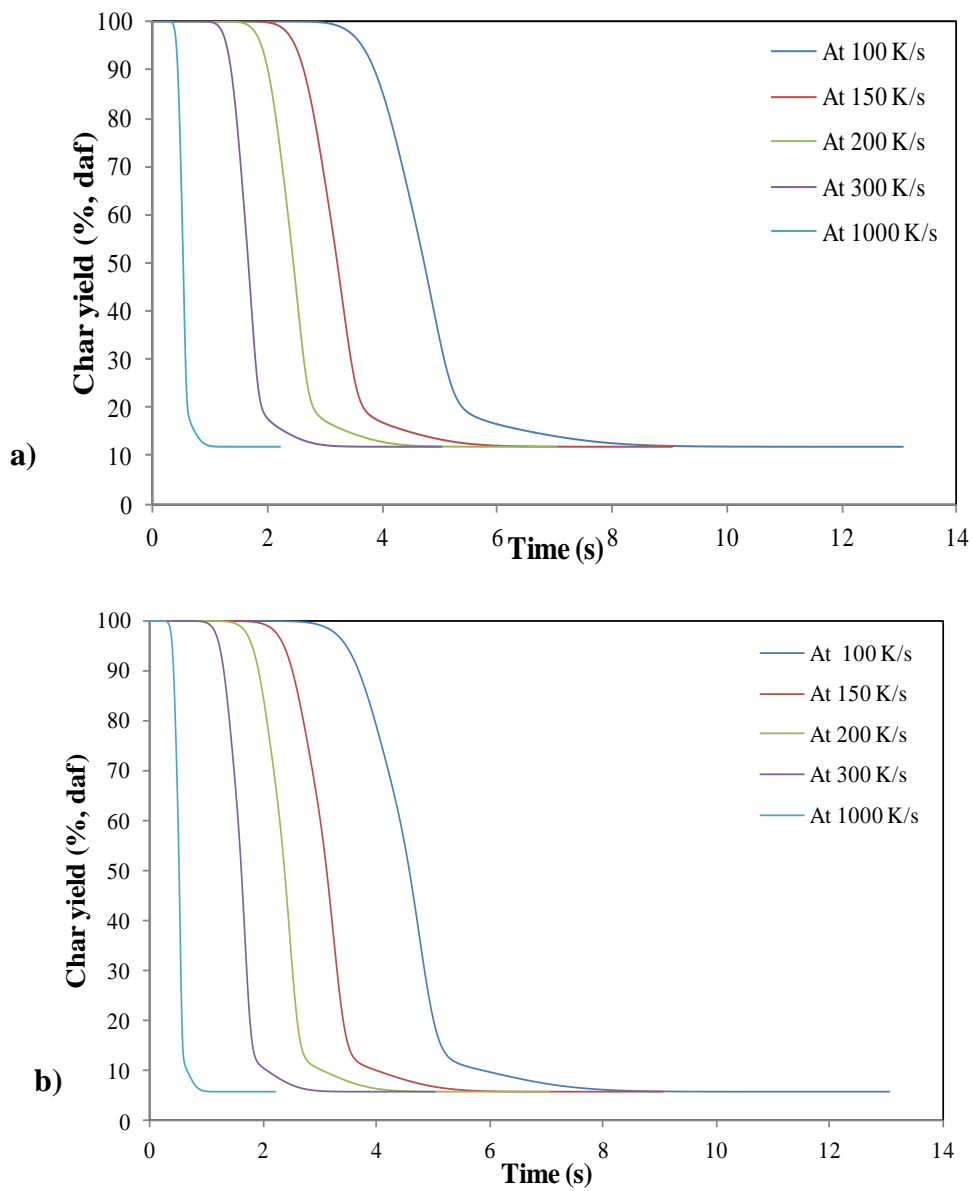 100
90
80
70
60
50
40
30
20
10
0
Char yield (%, daf)
At 100 K/s
At 150 K/s
At 200 K/s
At 300 K/s
At 1000 K/s
a)
0 2 4 6 8 10 12 14
Time (s)
100
90
80
70
60
50
40
30
20
10
0
Char yield (%, daf)
At 100 K/s
At 150 K/s
At 200 K/s
At 300 K/s
At 1000 K/s
b)
0 2 4 6 8 10 12 14
Time (s)